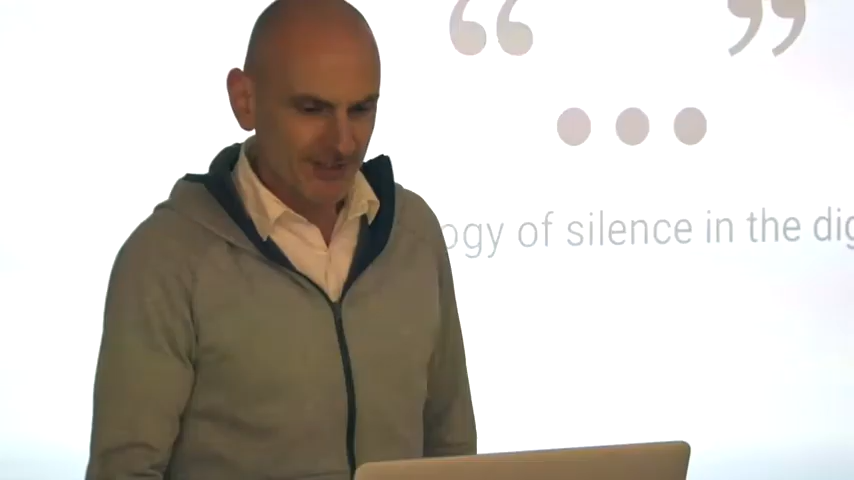 “ ”
...
ogy of silence in the dig